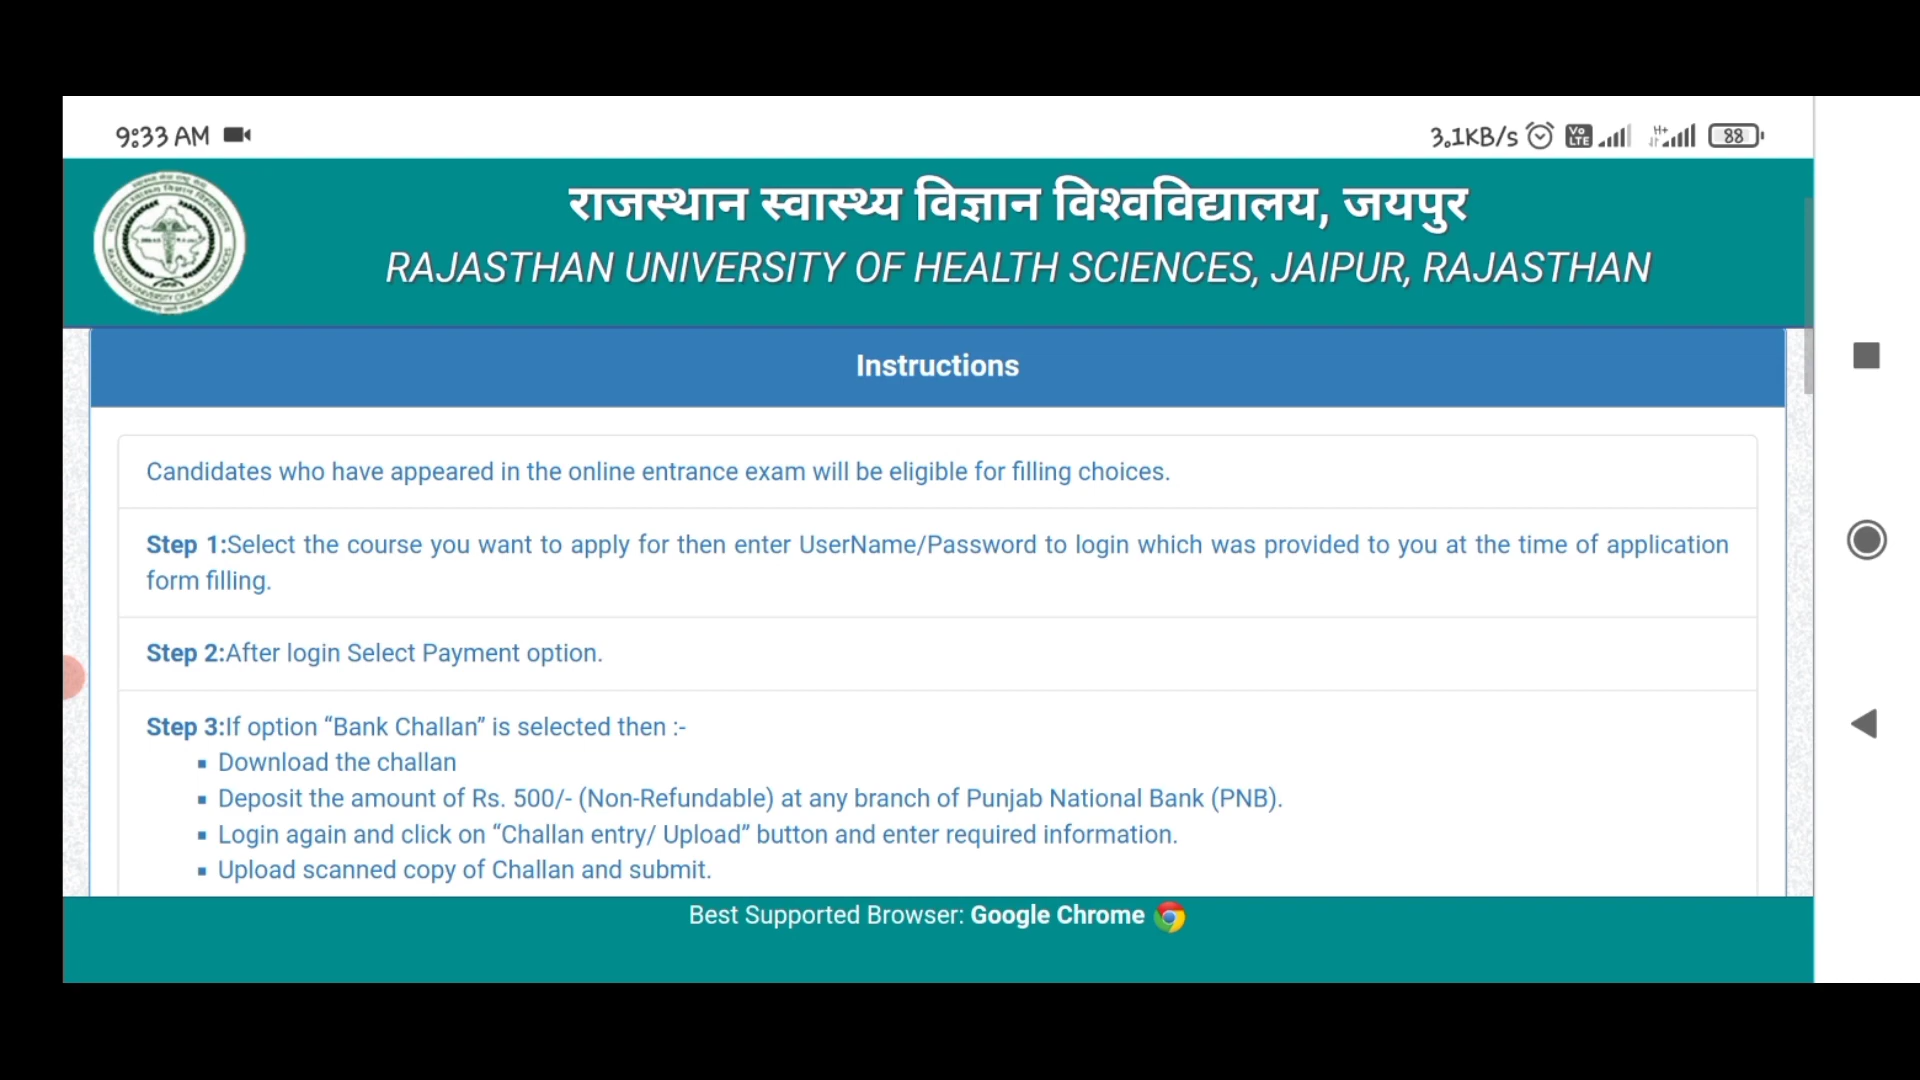 9:33 AM
3.1KB/s Vo LTE H+ 88
राजस्थान स्वास्थ्य विज्ञान विश्वविद्यालय, जयपुर
RAJASTHAN UNIVERSITY OF HEALTH SCIENCES, JAIPUR, RAJASTHAN
Instructions
Candidates who have appeared in the online entrance exam will be eligible for filling choices.
Step 1:Select the course you want to apply for then enter UserName/Password to login which was provided to you at the time of application
form filling.
Step 2:After login Select Payment option.
Step 3:If option “Bank Challan” is selected then :-
▪ Download the challan
▪ Deposit the amount of Rs. 500/- (Non-Refundable) at any branch of Punjab National Bank (PNB).
▪ Login again and click on “Challan entry/ Upload” button and enter required information.
▪ Upload scanned copy of Challan and submit.
Best Supported Browser: Google Chrome